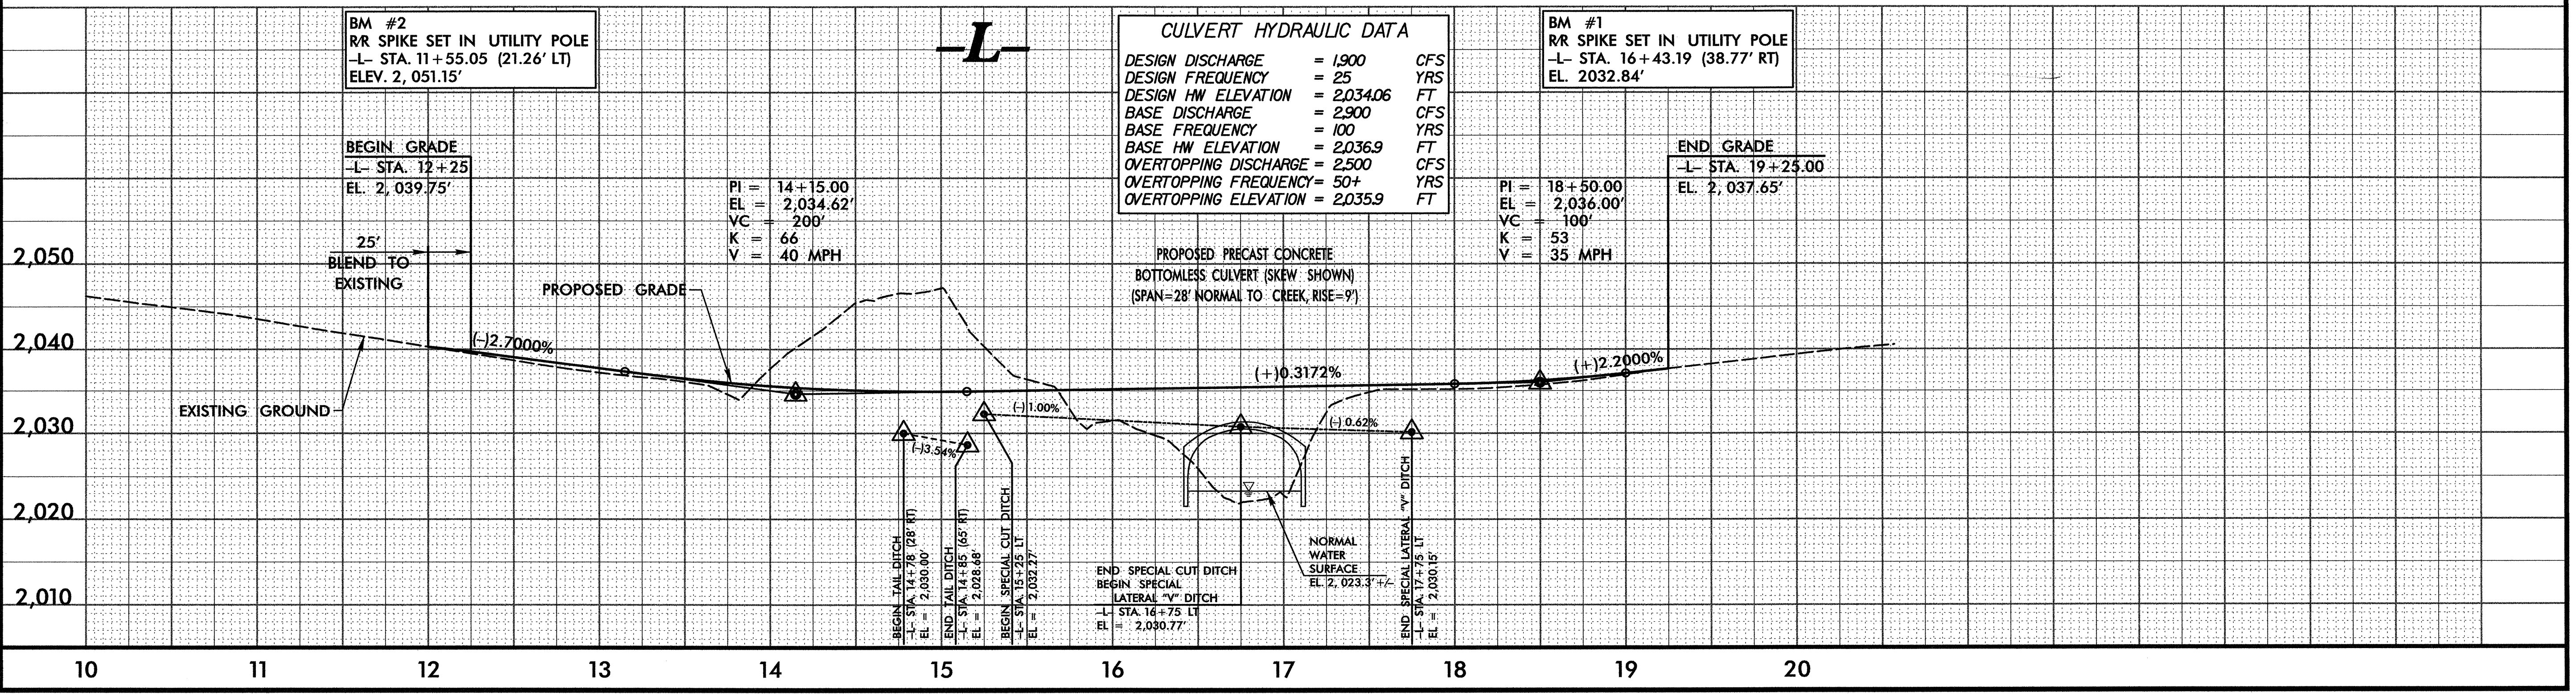 BM #2
R/R SPIKE SET IN UTILITY POLE
-L- STA. 11+55.05 (21.26' LT)
ELEV. 2, 051.15'
-L-
CULVERT HYDRAULIC DATA
DESIGN DISCHARGE = 1,900 CFS
DESIGN FREQUENCY = 25 YRS
DESIGN HW ELEVATION = 2,034.06 FT
BASE DISCHARGE = 2,900 CFS
BASE FREQUENCY = 100 YRS
BASE HW ELEVATION = 2,036.9 FT
OVERTOPPING DISCHARGE = 2,500 CFS
OVERTOPPING FREQUENCY = 50+ YRS
OVERTOPPING ELEVATION = 2,035.9 FT
BM #1
R/R SPIKE SET IN UTILITY POLE
-L- STA. 16+43.19 (38.77' RT)
EL. 2032.84'
BEGIN GRADE
-L- STA. 12+25
EL. 2, 039.75'
25'
BLEND TO
EXISTING
PI = 14+15.00
EL = 2,034.62'
VC = 200'
K = 66
V = 40 MPH
PI = 18+50.00
EL = 2,036.00'
VC = 100'
K = 53
V = 35 MPH
END GRADE
-L- STA. 19+25.00
EL. 2,037.65'
PROPOSED PRECAST CONCRETE
BOTTOMLESS CULVERT (SKEW SHOWN)
(SPAN=28' NORMAL TO CREEK, RISE=9')
PROPOSED GRADE
EXISTING GROUND
(-)2.7000%
(+)0.3172%
(+)2.2000%
(-)1.00%
(-) 0.62%
(-)3.54%
2,050
2,040
2,030
2,020
2,010
BEGIN TAIL DITCH
-L- STA. 14+78 (28' RT)
EL = 2,030.00'
END TAIL DITCH
-L- STA. 14+85 (65' RT)
EL = 2,028.68'
BEGIN SPECIAL CUT DITCH
-L- STA. 15+25 LT
EL = 2,032.27'
END SPECIAL CUT DITCH
BEGIN SPECIAL
LATERAL "V" DITCH
-L- STA. 16+75 LT
EL = 2,030.77'
NORMAL
WATER
SURFACE
EL. 2, 023.3'+/-
END SPECIAL LATERAL "V" DITCH
-L- STA. 17+75 LT
EL = 2,030.15'
10 11 12 13 14 15 16 17 18 19 20